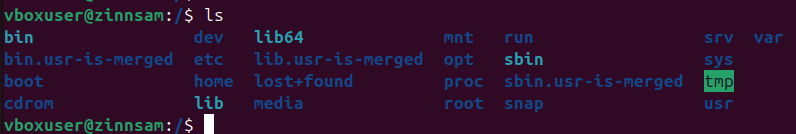 vboxuser@zinnsam:/$ ls
bin dev lib64 mnt run srv var
bin.usr-is-merged etc lib.usr-is-merged opt sbin sys
boot home lost+found proc sbin.usr-is-merged tmp
cdrom lib media root snap usr
vboxuser@zinnsam:/$